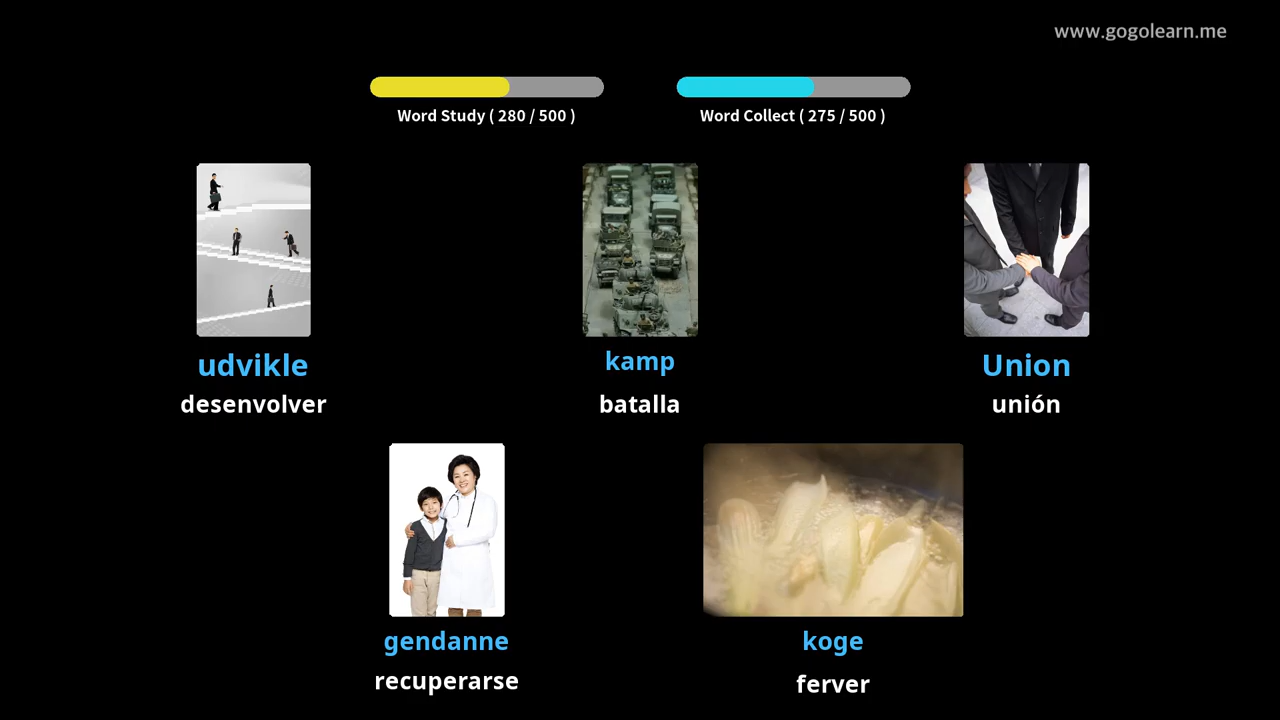 www.gogolearn.me
Word Study ( 280 / 500 )
Word Collect ( 275 / 500 )
udvikle
desenvolver
kamp
batalla
Union
unión
gendanne
recuperarse
koge
ferver